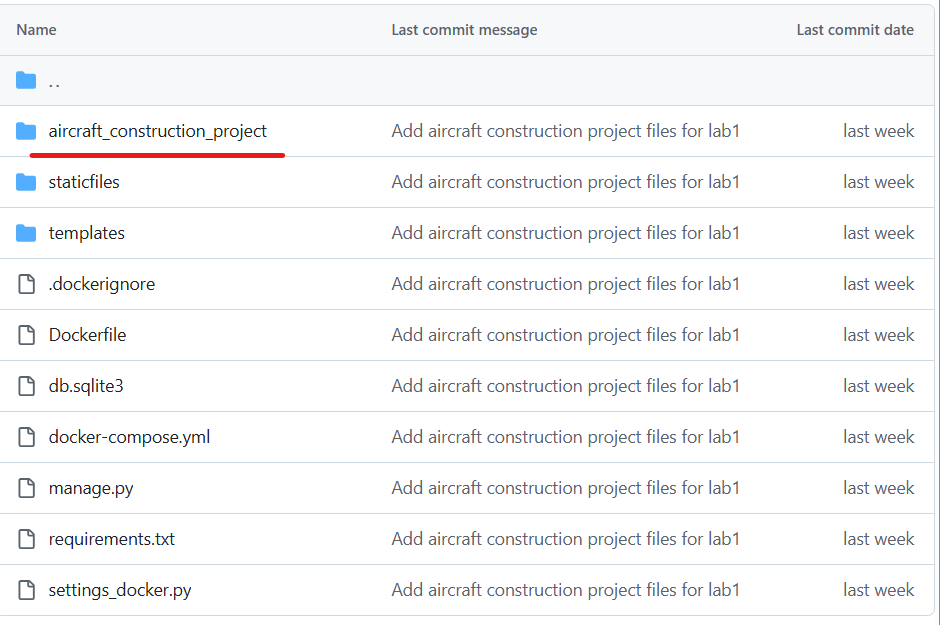 Name Last commit message Last commit date
..
aircraft_construction_project Add aircraft construction project files for lab1 last week
staticfiles Add aircraft construction project files for lab1 last week
templates Add aircraft construction project files for lab1 last week
.dockerignore Add aircraft construction project files for lab1 last week
Dockerfile Add aircraft construction project files for lab1 last week
db.sqlite3 Add aircraft construction project files for lab1 last week
docker-compose.yml Add aircraft construction project files for lab1 last week
manage.py Add aircraft construction project files for lab1 last week
requirements.txt Add aircraft construction project files for lab1 last week
settings_docker.py Add aircraft construction project files for lab1 last week